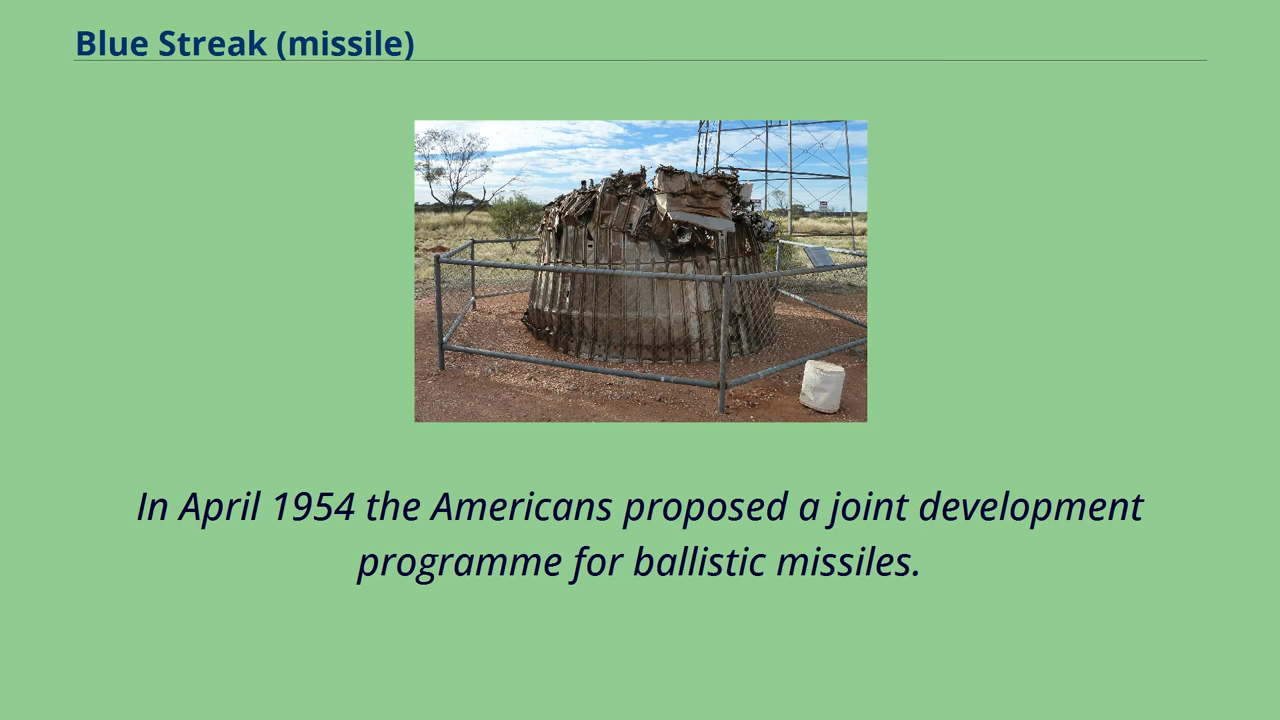 Blue Streak (missile)
In April 1954 the Americans proposed a joint development
programme for ballistic missiles.